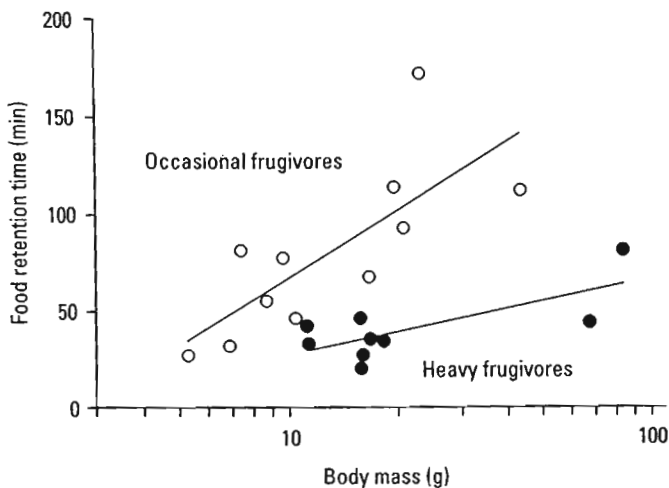 200
150
100
50
0
Food retention time (min)
Occasional frugivores
Heavy frugivores
10
100
Body mass (g)